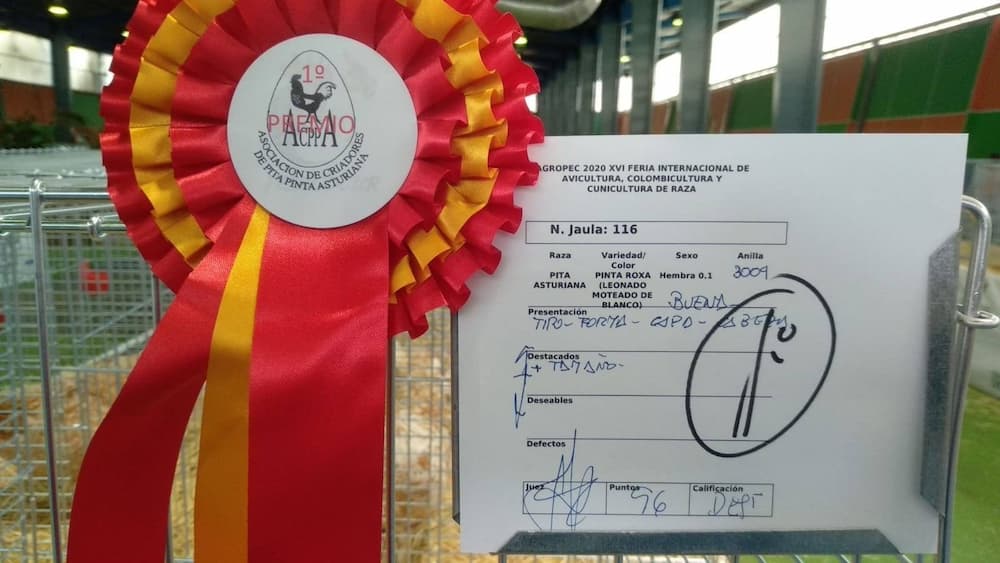 1º
PREMIO
ACPPA
ASOCIACION DE CRIADORES
DE PITA PINTA ASTURIANA
AGROPEC 2020 XVI FERIA INTERNACIONAL DE
AVICULTURA, COLOMBICULTURA Y
CUNICULTURA DE RAZA
N. Jaula: 116
Raza Variedad/ Color Sexo Anilla
PITA ASTURIANA PINTA ROXA (LEONADO MOTEADO DE BLANCO) Hembra 0.1 3009
Presentación BUENA
TIPO- FORMA- CAPA- CABEZA
1º
Destacados
+ TAMAÑO-
Deseables
Defectos
Juez Puntos 96 Calificación